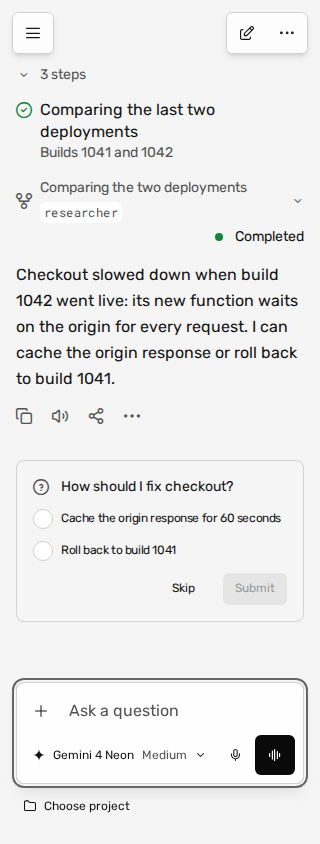 3 steps
Comparing the last two
deployments
Builds 1041 and 1042
Comparing the two deployments
researcher
Completed
Checkout slowed down when build
1042 went live: its new function waits
on the origin for every request. I can
cache the origin response or roll back
to build 1041.
How should I fix checkout?
Cache the origin response for 60 seconds
Roll back to build 1041
Skip
Submit
Ask a question
Gemini 4 Neon Medium
Choose project